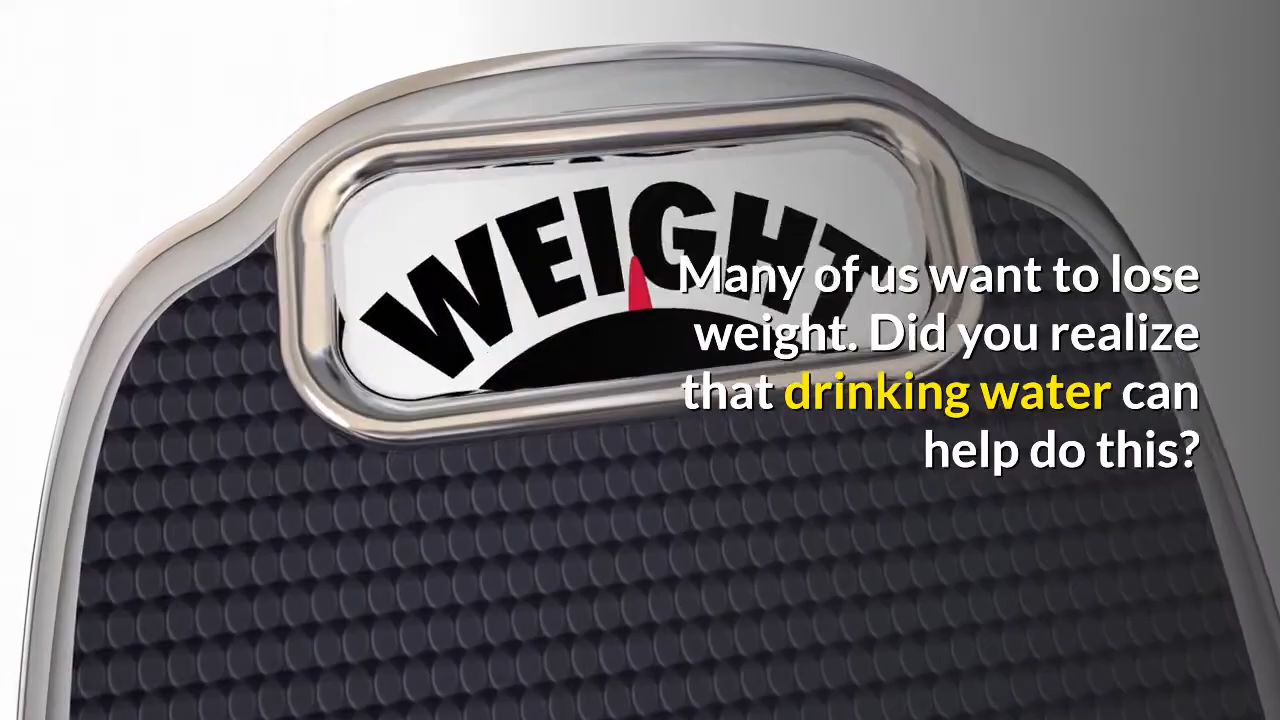 WEIGHT
Many of us want to lose
weight. Did you realize
that drinking water can
help do this?